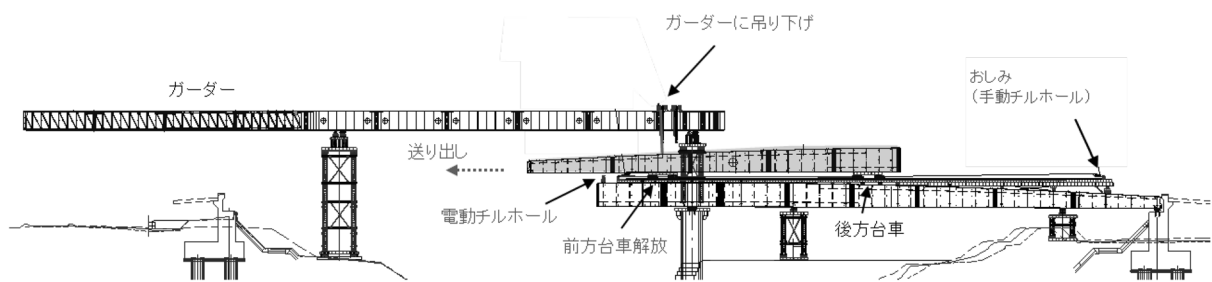 ガーダーに吊り下げ
ガーダー
おしみ
（手動チルホール）
送り出し
電動チルホール
前方台車解放
後方台車